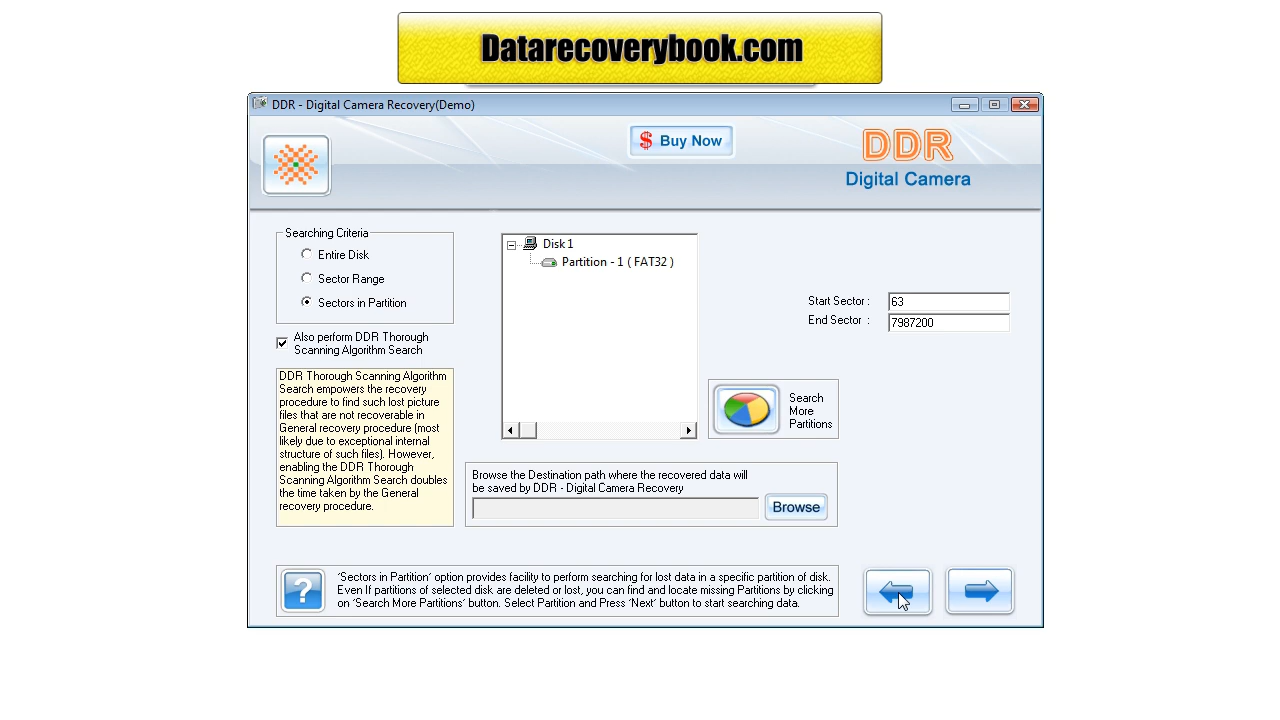 Datarecoverybook.com
DDR - Digital Camera Recovery(Demo)
$ Buy Now
DDR
Digital Camera
Searching Criteria
Entire Disk
Sector Range
Sectors in Partition
Also perform DDR Thorough
Scanning Algorithm Search
DDR Thorough Scanning Algorithm
Search empowers the recovery
procedure to find such lost picture
files that are not recoverable in
General recovery procedure (most
likely due to exceptional internal
structure of such files). However,
enabling the DDR Thorough
Scanning Algorithm Search doubles
the time taken by the General
recovery procedure.
Disk 1
Partition - 1 ( FAT32 )
Start Sector : 63
End Sector : 7987200
Search
More
Partitions
Browse the Destination path where the recovered data will
be saved by DDR - Digital Camera Recovery
Browse
?
'Sectors in Partition' option provides facility to perform searching for lost data in a specific partition of disk.
Even If partitions of selected disk are deleted or lost, you can find and locate missing Partitions by clicking
on 'Search More Partitions' button. Select Partition and Press 'Next' button to start searching data.